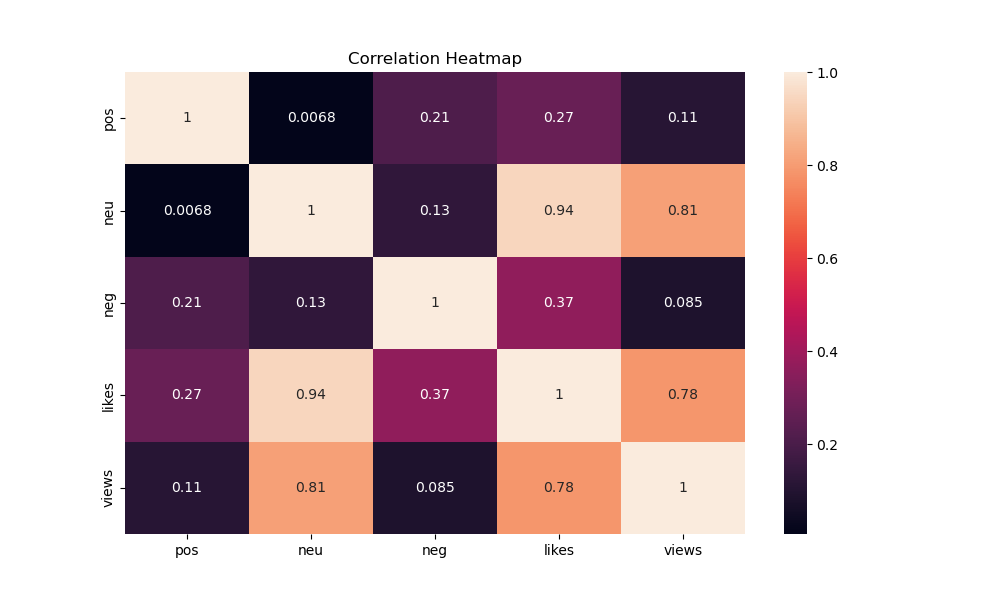 Correlation Heatmap
pos 1 0.0068 0.21 0.27 0.11
neu 0.0068 1 0.13 0.94 0.81
neg 0.21 0.13 1 0.37 0.085
likes 0.27 0.94 0.37 1 0.78
views 0.11 0.81 0.085 0.78 1
pos neu neg likes views
1.0
0.8
0.6
0.4
0.2